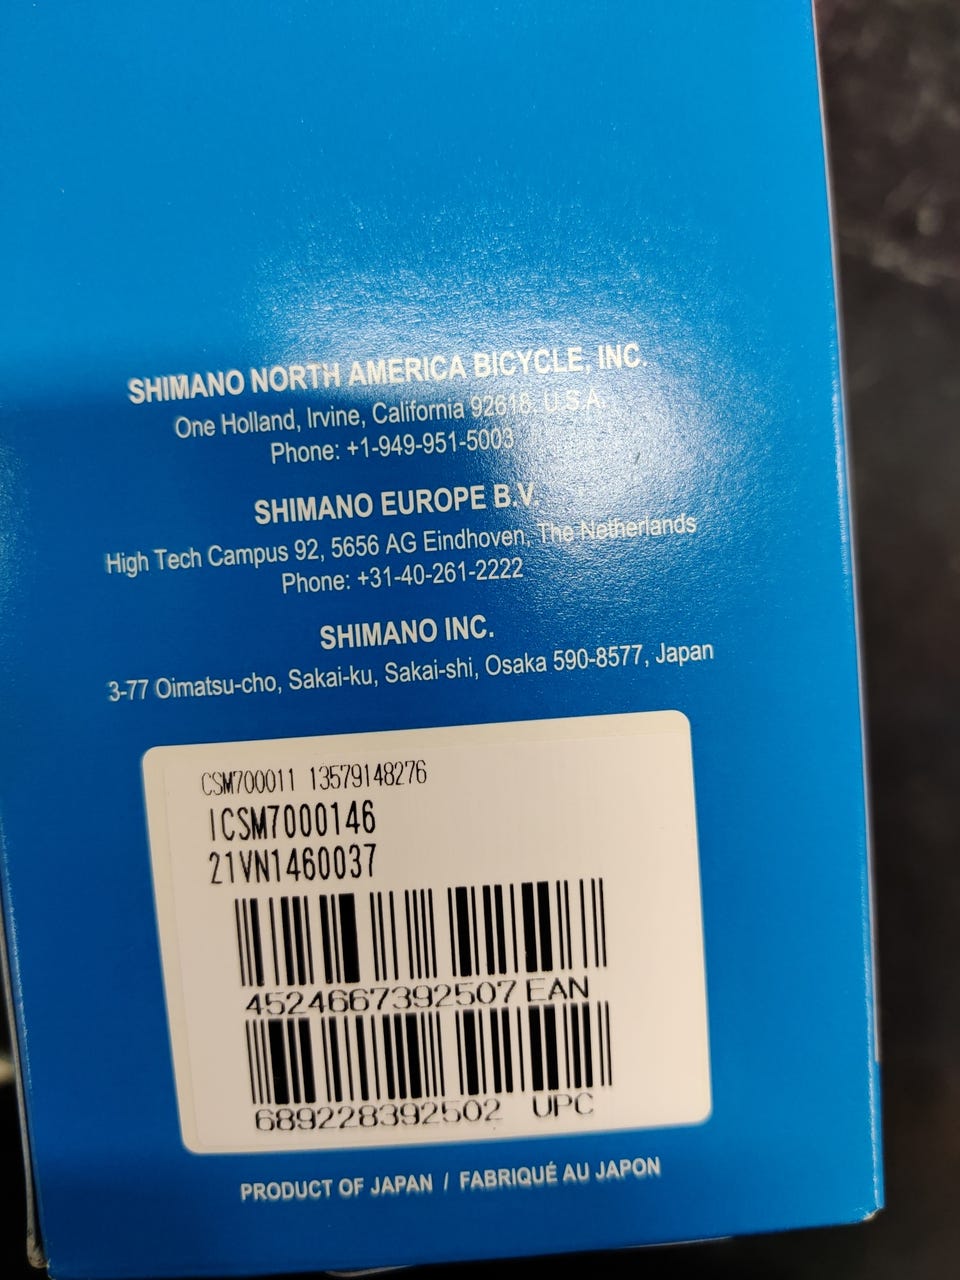 SHIMANO NORTH AMERICA BICYCLE, INC.
One Holland, Irvine, California 92618, U.S.A.
Phone: +1-949-951-5003
SHIMANO EUROPE B.V.
High Tech Campus 92, 5656 AG Eindhoven, The Netherlands
Phone: +31-40-261-2222
SHIMANO INC.
3-77 Oimatsu-cho, Sakai-ku, Sakai-shi, Osaka 590-8577, Japan
CSM700011 13579148276
ICSM7000146
21VN1460037
4524667392507 EAN
689228392502 UPC
PRODUCT OF JAPAN / FABRIQUÉ AU JAPON